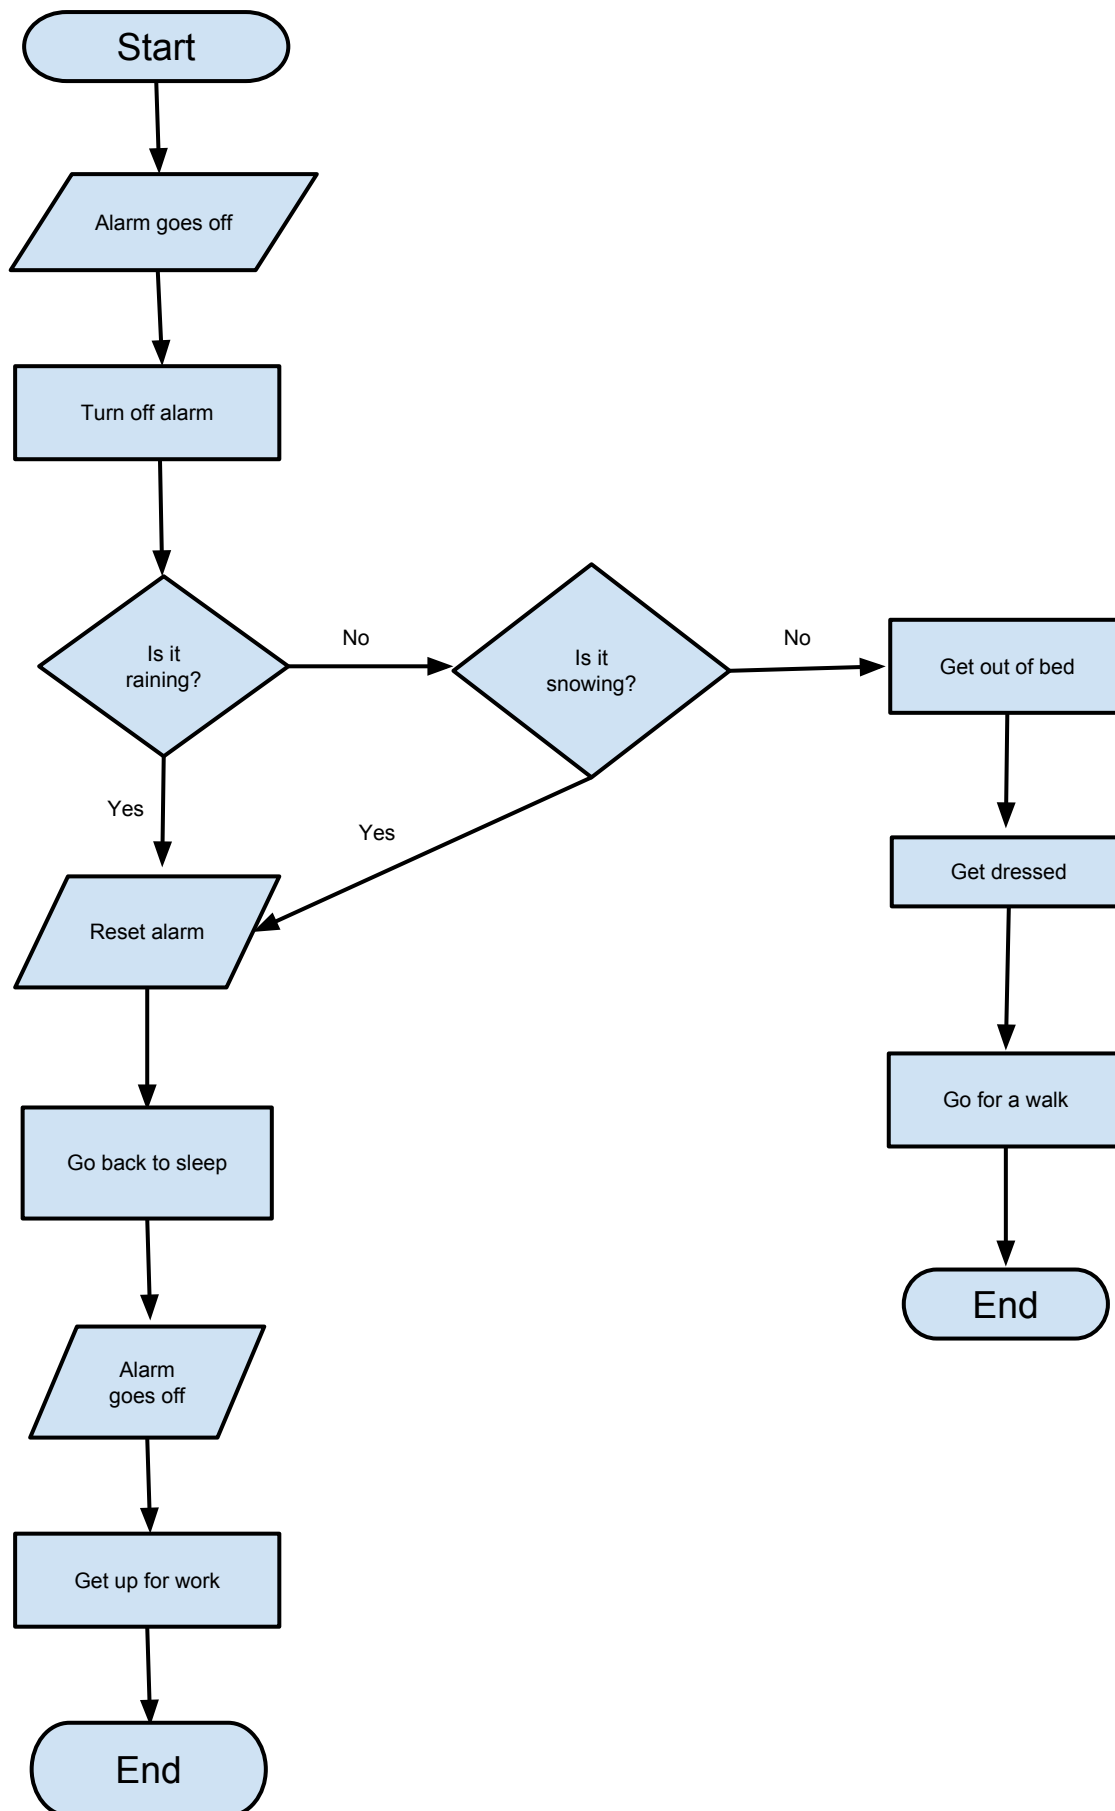 Start
Alarm goes off
Turn off alarm
Is it
raining?
No
Is it
snowing?
No
Get out of bed
Yes
Yes
Get dressed
Reset alarm
Go for a walk
Go back to sleep
End
Alarm
goes off
Get up for work
End